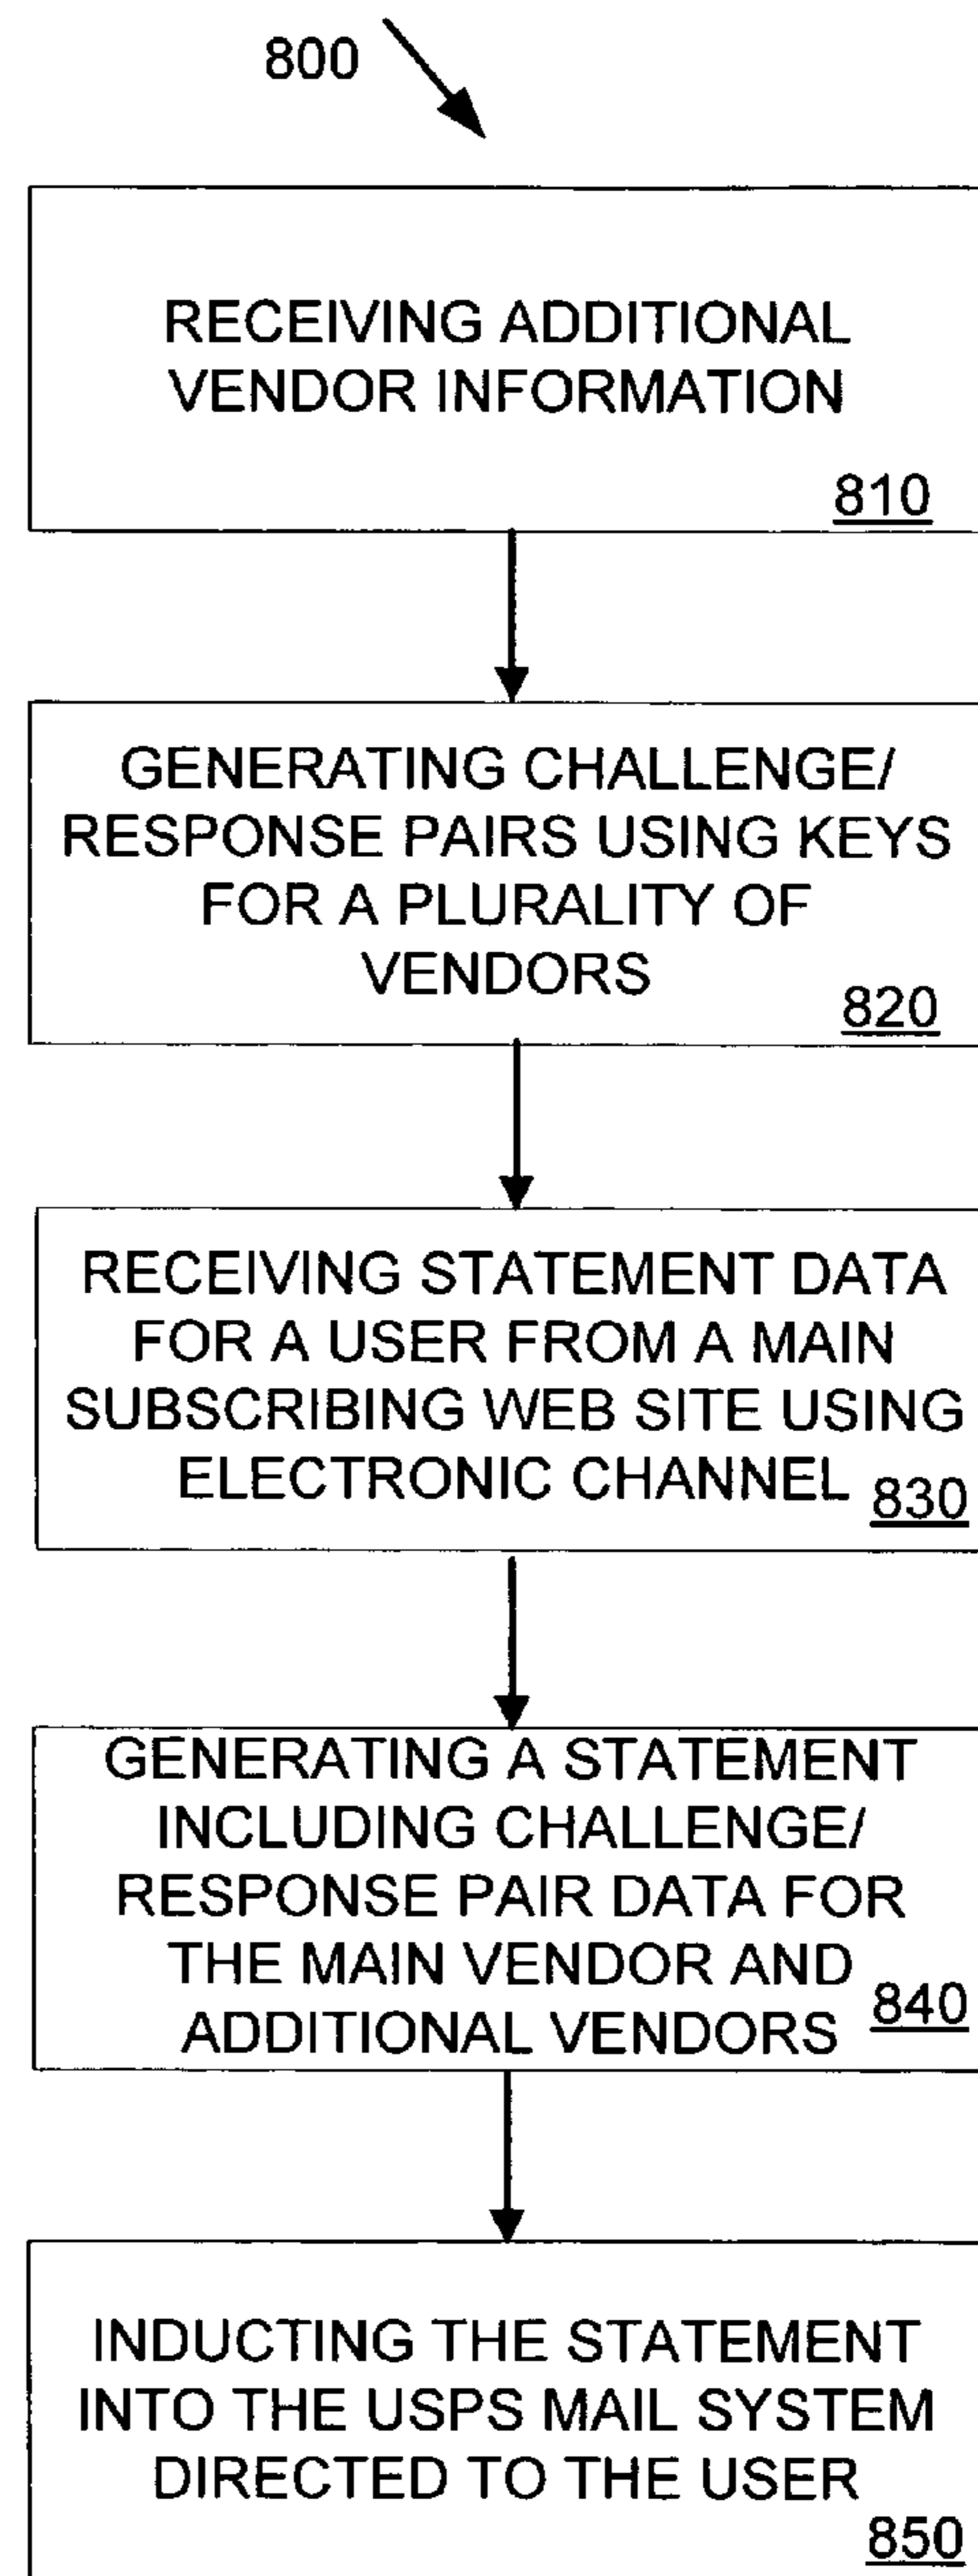 800
RECEIVING ADDITIONAL
VENDOR INFORMATION
810
GENERATING CHALLENGE/
RESPONSE PAIRS USING KEYS
FOR A PLURALITY OF
VENDORS
820
RECEIVING STATEMENT DATA
FOR A USER FROM A MAIN
SUBSCRIBING WEB SITE USING
ELECTRONIC CHANNEL 830
GENERATING A STATEMENT
INCLUDING CHALLENGE/
RESPONSE PAIR DATA FOR
THE MAIN VENDOR AND
ADDITIONAL VENDORS 840
INDUCTING THE STATEMENT
INTO THE USPS MAIL SYSTEM
DIRECTED TO THE USER
850